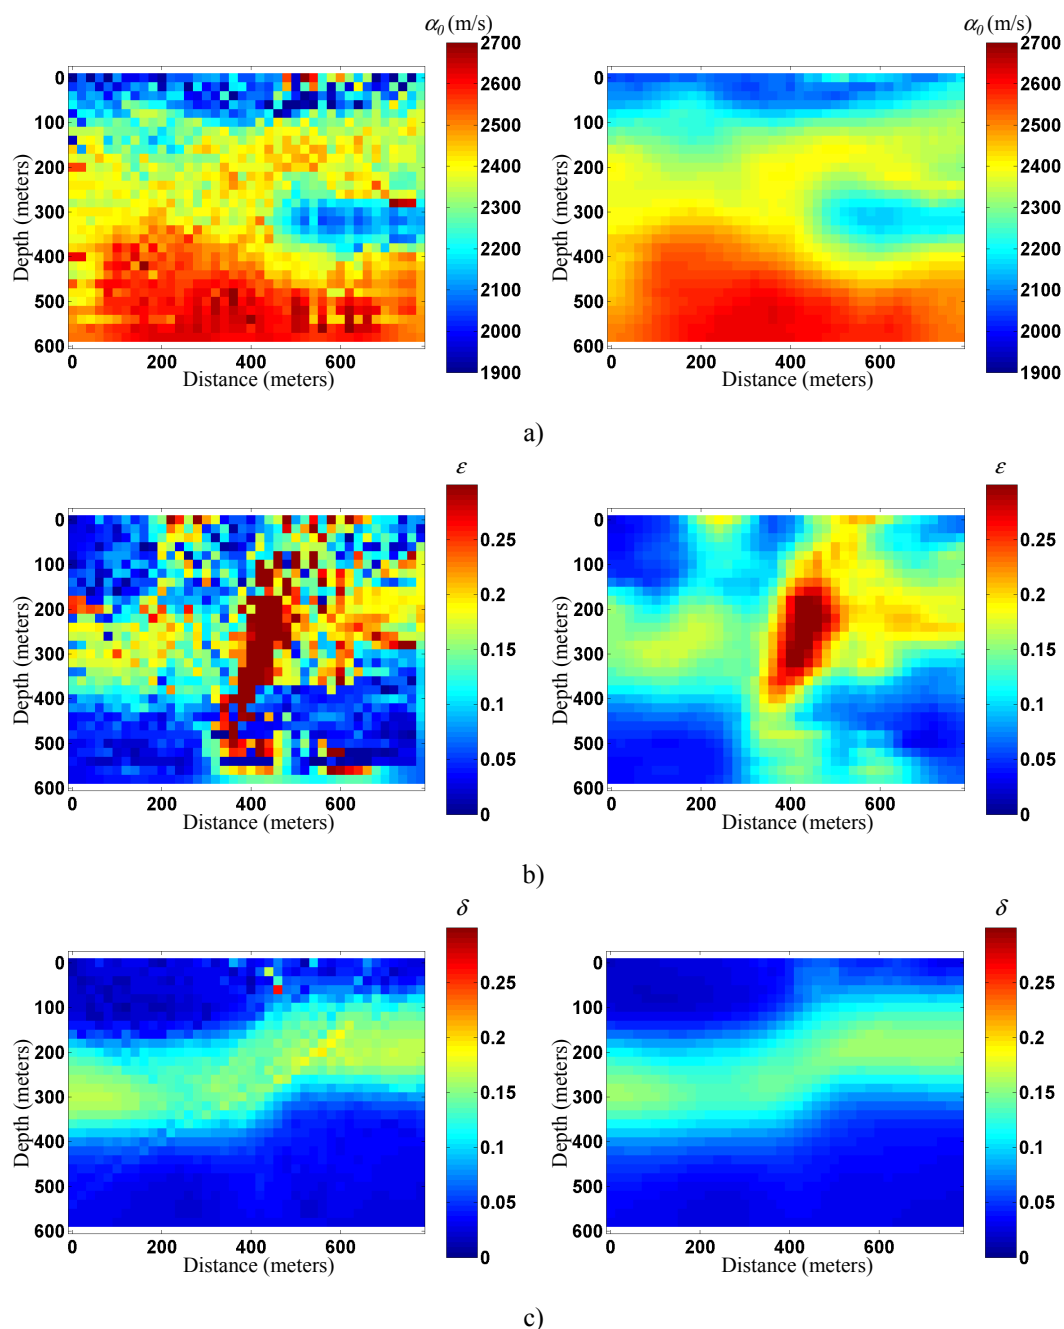 α0 (m/s) α0 (m/s)
2700 2700
0 2600 0 2600
100 2500 100 2500
200 2400 200 2400
300 2300 300 2300
400 2200 400 2200
500 2100 500 2100
600 2000 600 2000
1900 1900
Depth (meters) Depth (meters)
0 200 400 600 0 200 400 600
Distance (meters) Distance (meters)
a)
ε ε
0 0.25 0 0.25
100 0.2 100 0.2
200 0.15 200 0.15
300 0.1 300 0.1
400 0.05 400 0.05
500 0 500 0
600 600
Depth (meters) Depth (meters)
0 200 400 600 0 200 400 600
Distance (meters) Distance (meters)
b)
δ δ
0 0.25 0 0.25
100 0.2 100 0.2
200 0.15 200 0.15
300 0.1 300 0.1
400 0.05 400 0.05
500 0 500 0
600 600
Depth (meters) Depth (meters)
0 200 400 600 0 200 400 600
Distance (meters) Distance (meters)
c)